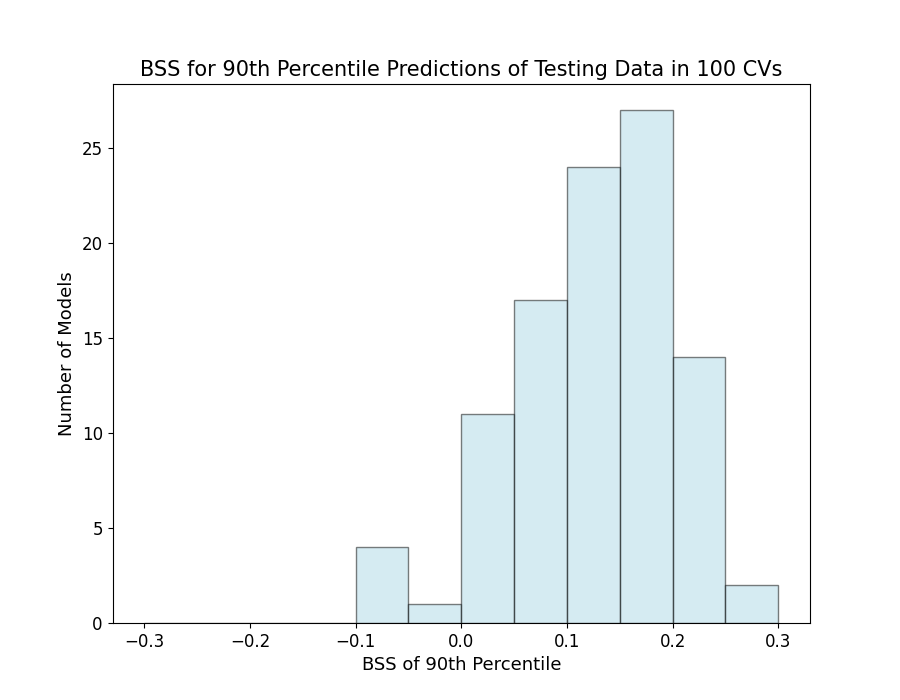 BSS for 90th Percentile Predictions of Testing Data in 100 CVs
25
20
15
10
5
0
Number of Models
−0.3 −0.2 −0.1 0.0 0.1 0.2 0.3
BSS of 90th Percentile